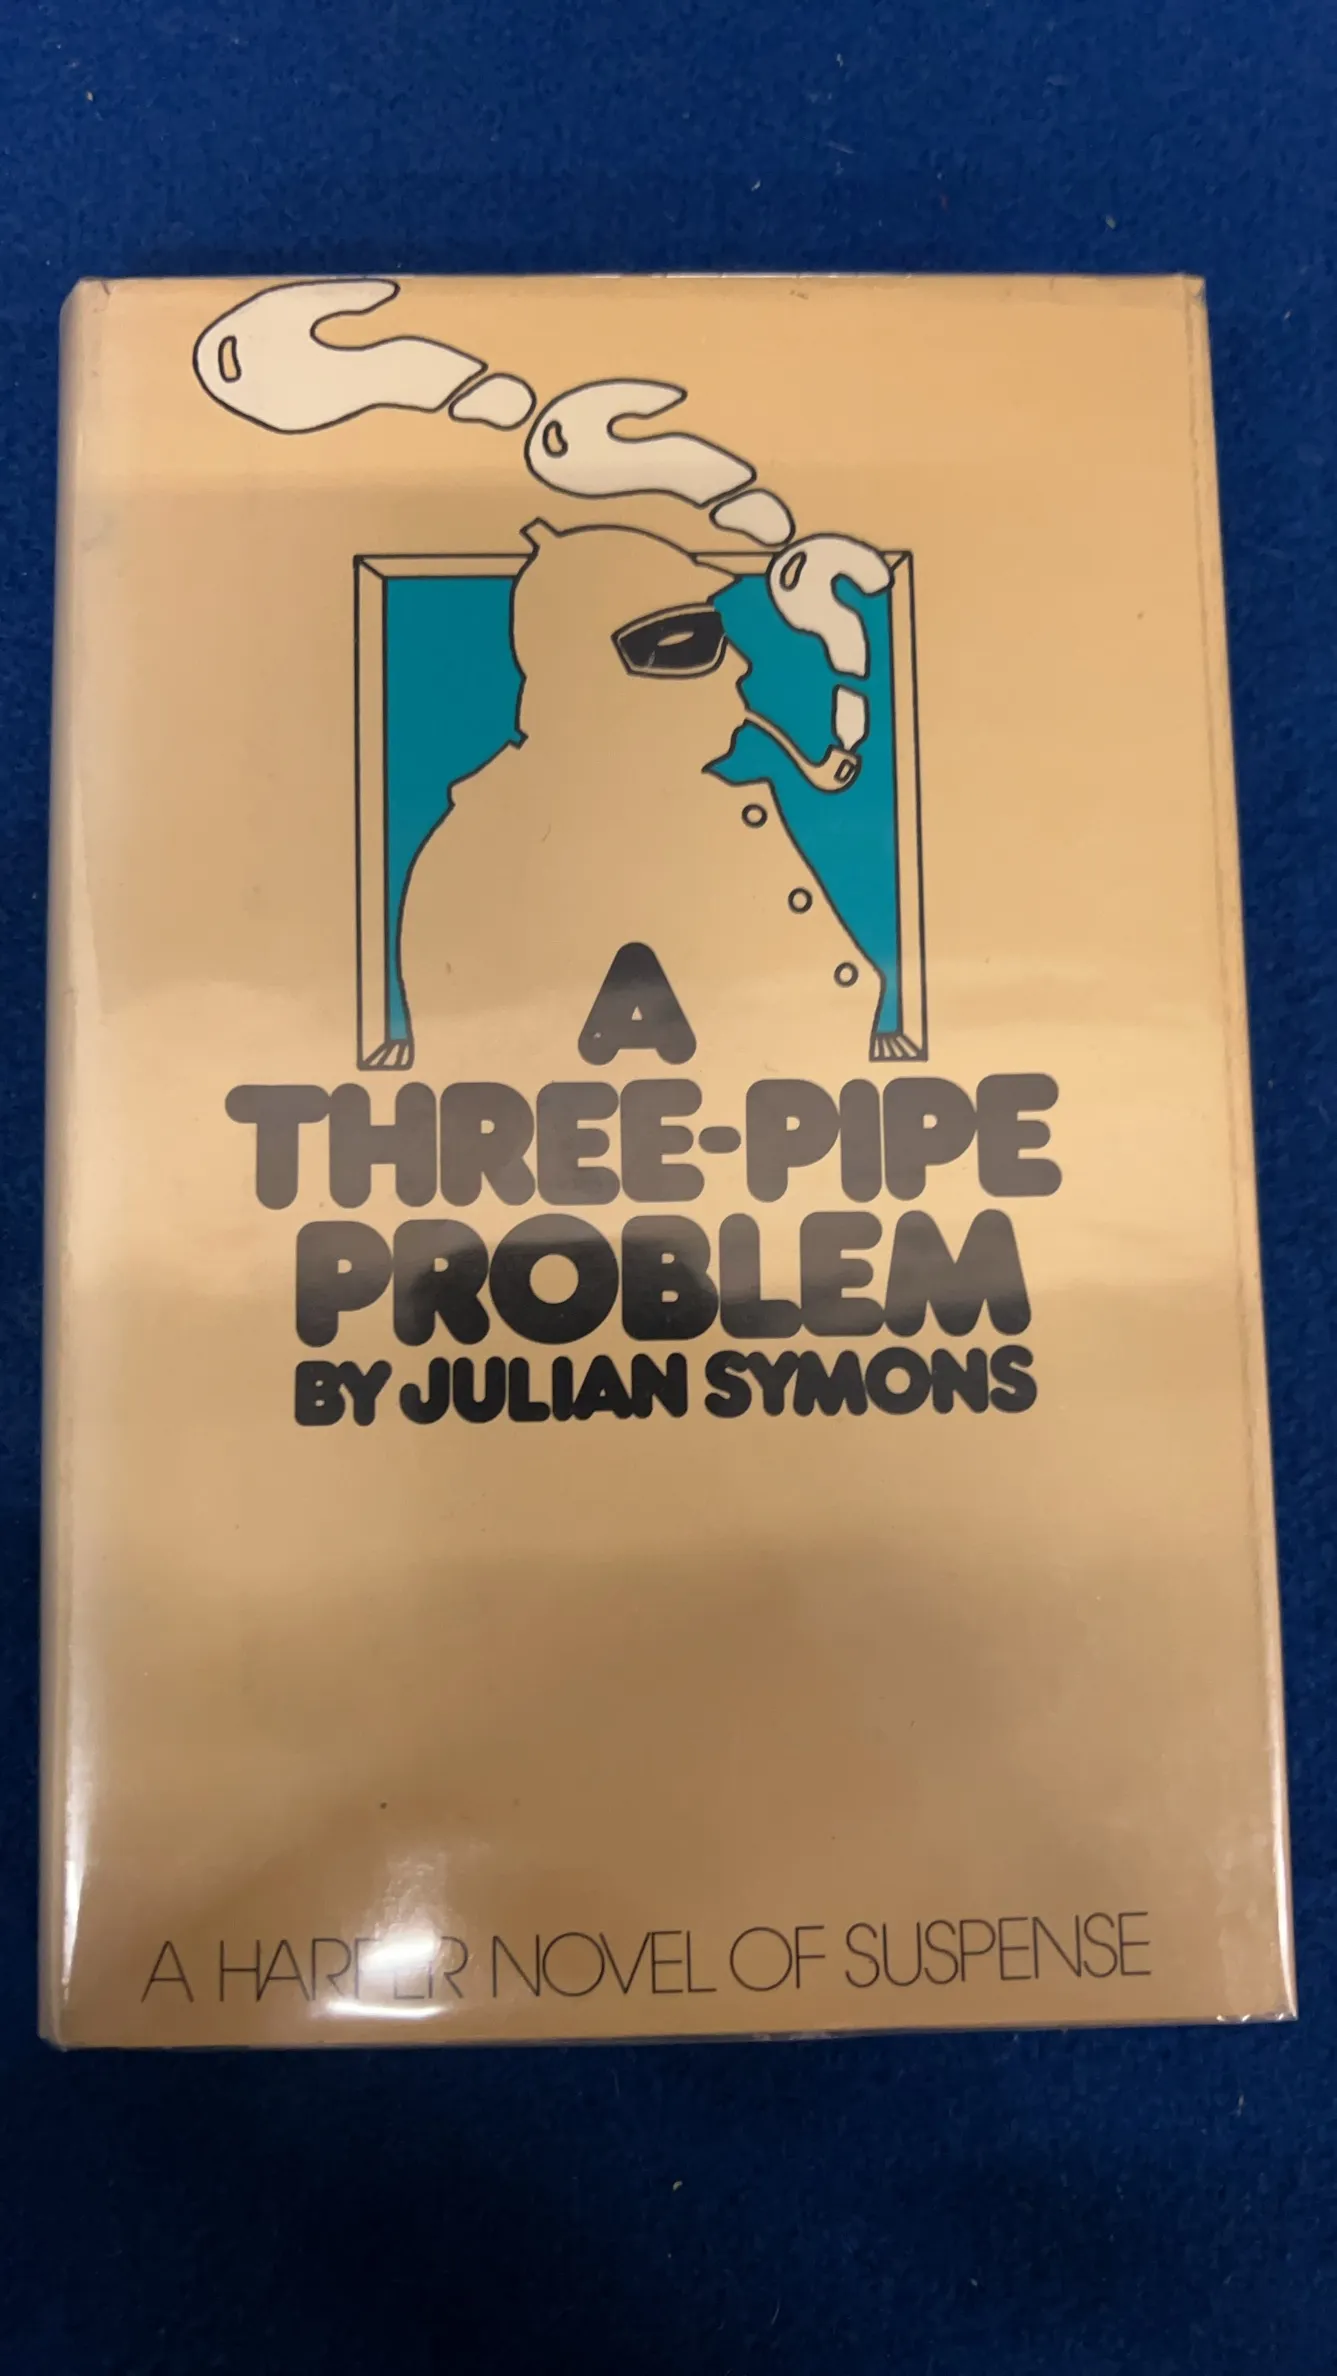 A
THREE-PIPE
PROBLEM
BY JULIAN SYMONS
A HARPER NOVEL OF SUSPENSE